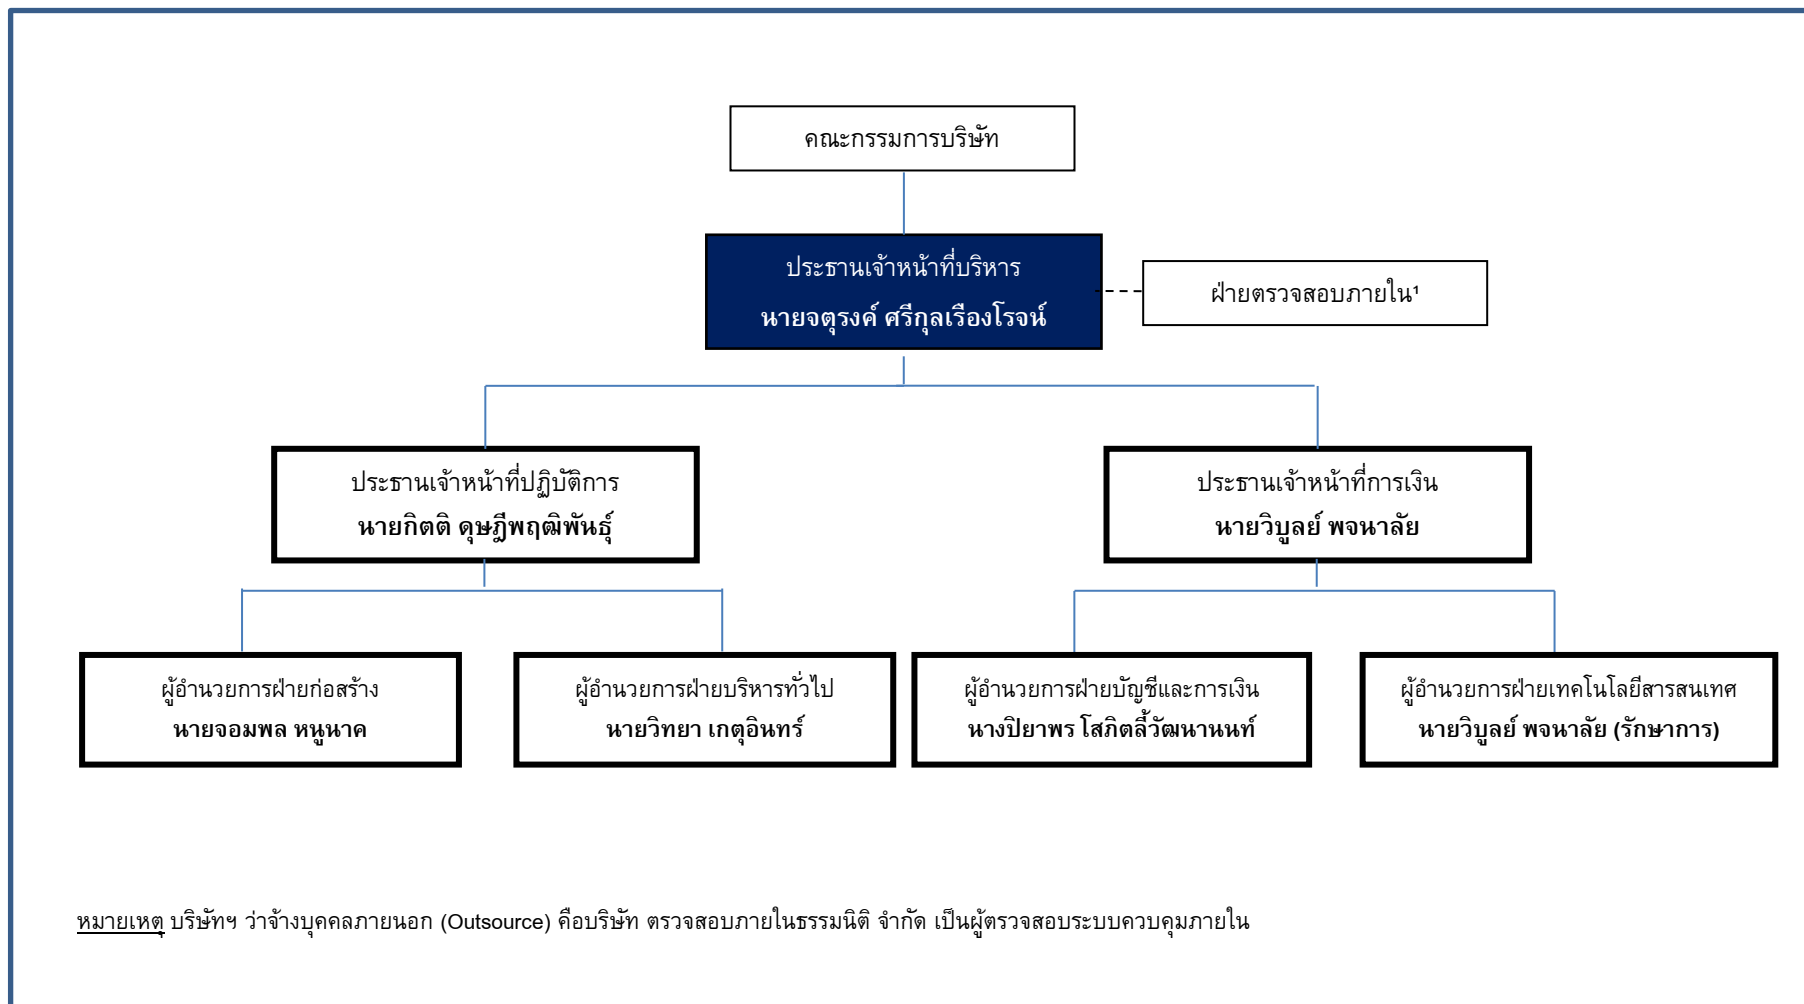 คณะกรรมการบริษัท
ประธานเจ้าหน้าที่บริหาร
นายจตุรงค์ ศรีกุลเรืองโรจน์
ฝ่ายตรวจสอบภายใน¹
ประธานเจ้าหน้าที่ปฏิบัติการ
นายกิตติ ดุษฎีพฤฒิพันธุ์
ประธานเจ้าหน้าที่การเงิน
นายวิบูลย์ พจนาลัย
ผู้อำนวยการฝ่ายก่อสร้าง
นายจอมพล หนูนาค
ผู้อำนวยการฝ่ายบริหารทั่วไป
นายวิทยา เกตุอินทร์
ผู้อำนวยการฝ่ายบัญชีและการเงิน
นางปิยาพร โสภิตลี้วัฒนานนท์
ผู้อำนวยการฝ่ายเทคโนโลยีสารสนเทศ
นายวิบูลย์ พจนาลัย (รักษาการ)
หมายเหตุ บริษัทฯ ว่าจ้างบุคคลภายนอก (Outsource) คือบริษัท ตรวจสอบภายในธรรมนิติ จำกัด เป็นผู้ตรวจสอบระบบควบคุมภายใน